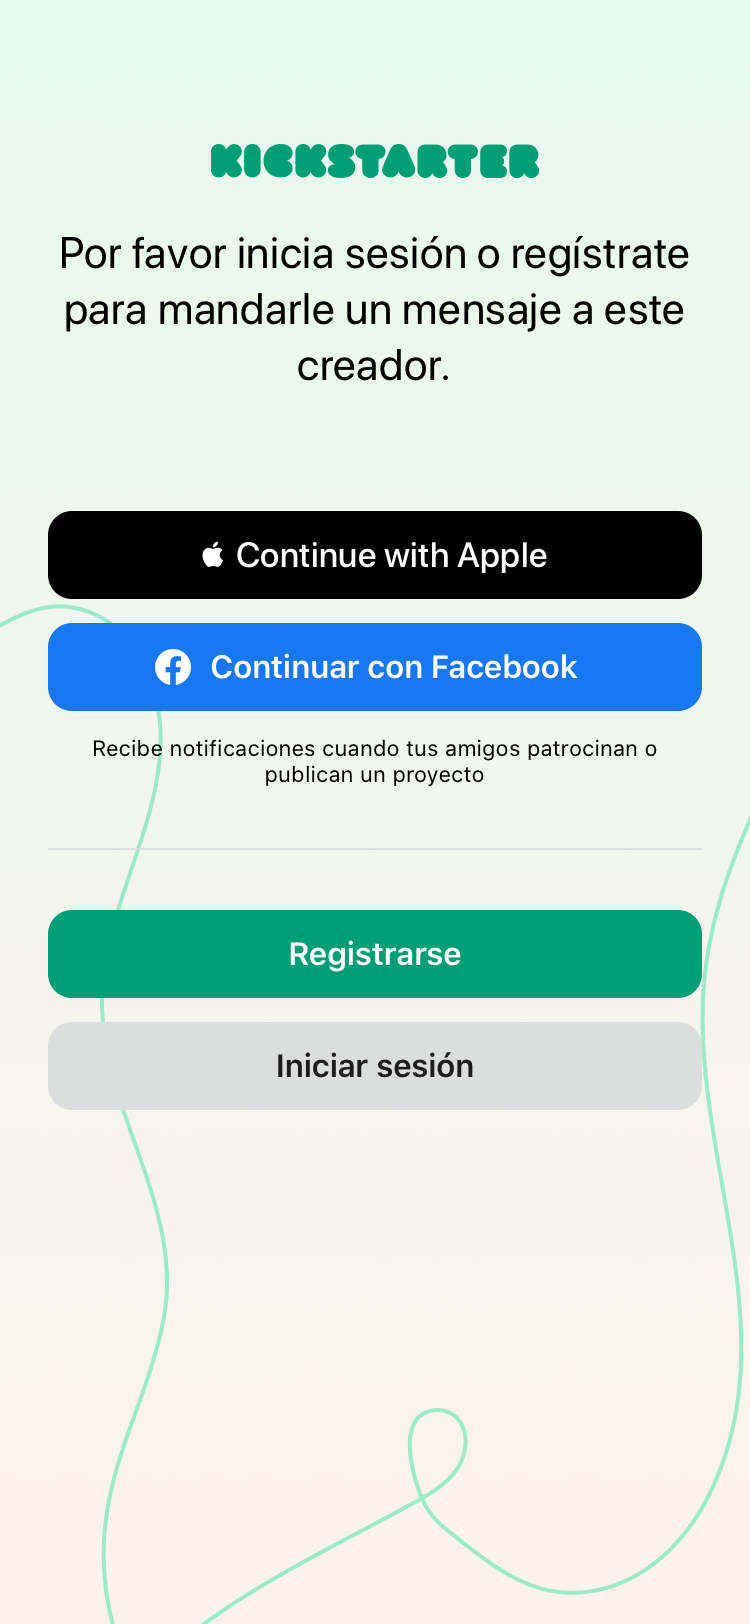 KICKSTARTER
Por favor inicia sesión o regístrate
para mandarle un mensaje a este
creador.
Continue with Apple
Continuar con Facebook
Recibe notificaciones cuando tus amigos patrocinan o
publican un proyecto
Registrarse
Iniciar sesión